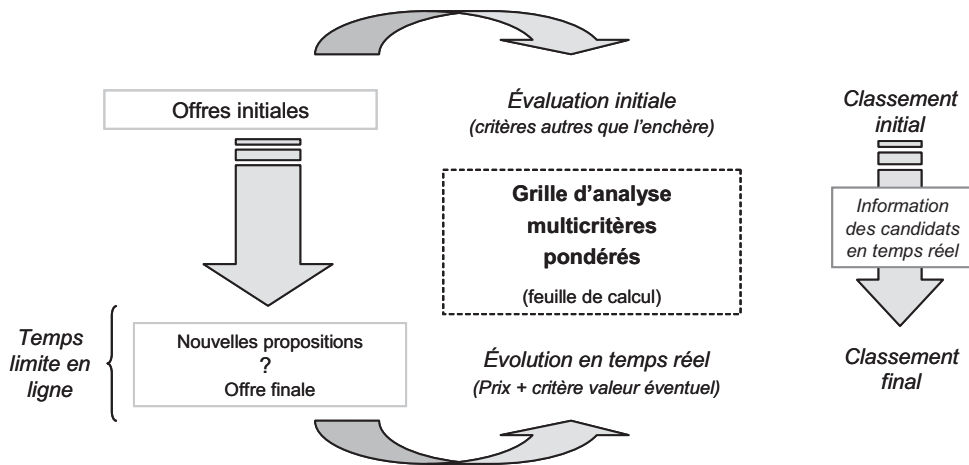 Offres initiales
Évaluation initiale
(critères autres que l'enchère)
Classement
initial
Grille d'analyse
multicritères
pondérés
(feuille de calcul)
Information
des candidats
en temps réel
Temps
limite en
ligne
Nouvelles propositions
?
Offre finale
Évolution en temps réel
(Prix + critère valeur éventuel)
Classement
final